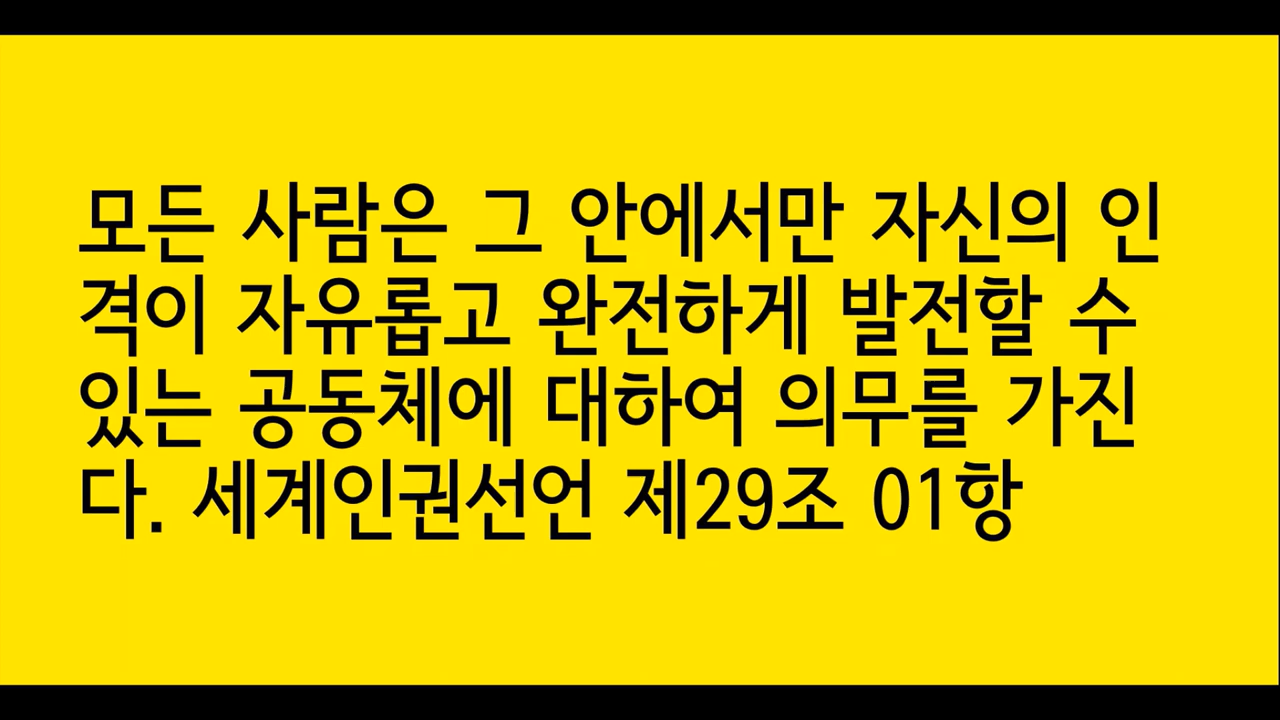 모든 사람은 그 안에서만 자신의 인
격이 자유롭고 완전하게 발전할 수
있는 공동체에 대하여 의무를 가진
다. 세계인권선언 제29조 01항